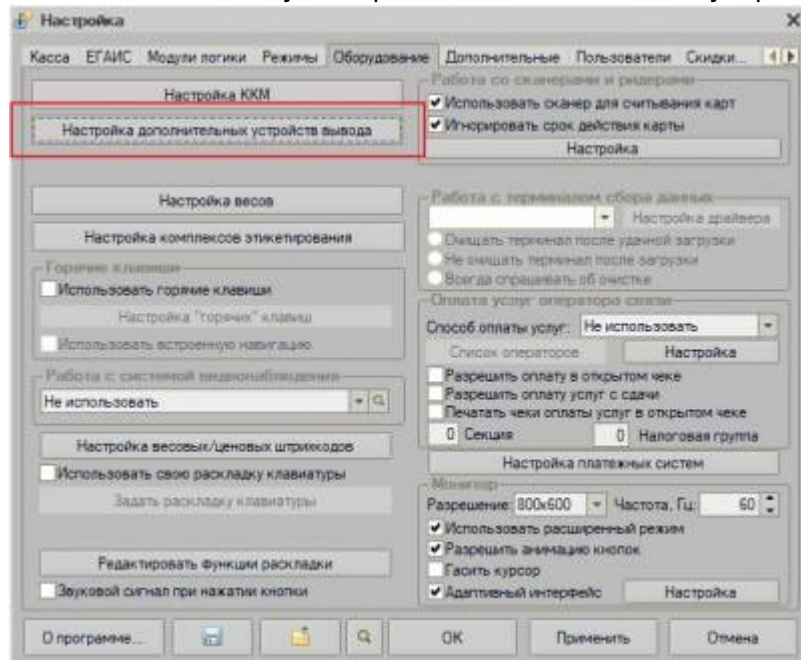 Настройка
Касса ЕГАИС Модули логики Режимы Оборудование Дополнительные Пользователи Скидки...
Настройка ККМ
Настройка дополнительных устройств вывода
Настройка весов
Настройка комплексов этикетирования
Горячие клавиши
Использовать горячие клавиши
Настройка "горячих" клавиш
Использовать встроенную навигацию
Работа с системой видеонаблюдения
Не использовать
Настройка весовых/ценовых штрихкодов
Использовать свою раскладку клавиатуры
Задать раскладку клавиатуры
Редактировать функции раскладки
Звуковой сигнал при нажатии кнопки
Работа со сканерами и ридерами
Использовать сканер для считывания карт
Игнорировать срок действия карты
Настройка
Работа с терминалом сбора данных
Настройка драйвера
Очищать терминал после удачной загрузки
Не очищать терминал после загрузки
Всегда спрашивать об очистке
Оплата услуг оператора связи
Способ оплаты услуг: Не использовать
Список операторов Настройка
Разрешить оплату в открытом чеке
Разрешить оплату услуг с сдачи
Печатать чеки оплаты услуг в открытом чеке
0 Секция 0 Налоговая группа
Настройка платежных систем
Монитор
Разрешение: 800x600 Частота, Гц: 60
Использовать расширенный режим
Разрешить анимацию кнопок
Гасить курсор
Адаптивный интерфейс Настройка
О программе... OK Применить Отмена